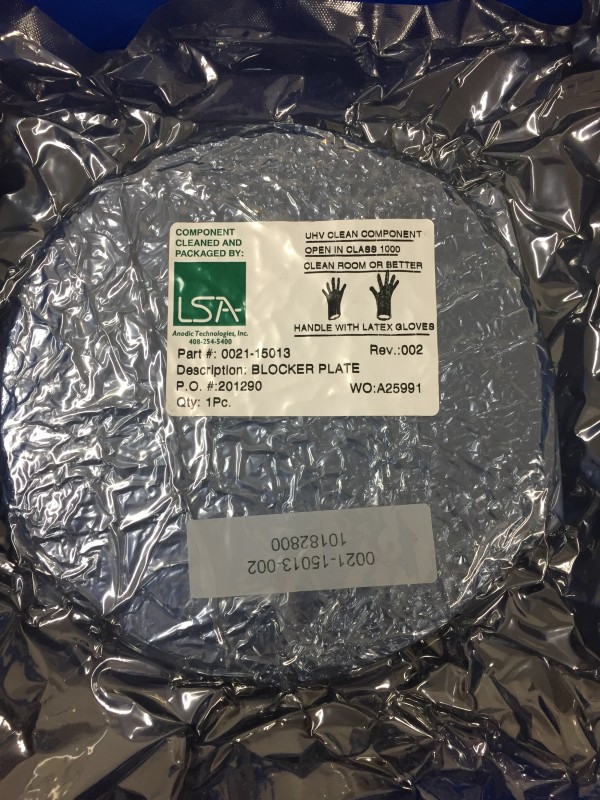 COMPONENT
CLEANED AND
PACKAGED BY:
LSA
Anodic Technologies, Inc.
408-254-5400
UHV CLEAN COMPONENT
OPEN IN CLASS 1000
CLEAN ROOM OR BETTER
HANDLE WITH LATEX GLOVES
Part #: 0021-15013 Rev.:002
Description: BLOCKER PLATE
P.O. #:201290 WO:A25991
Qty: 1Pc.
0021-15013-002
10182800